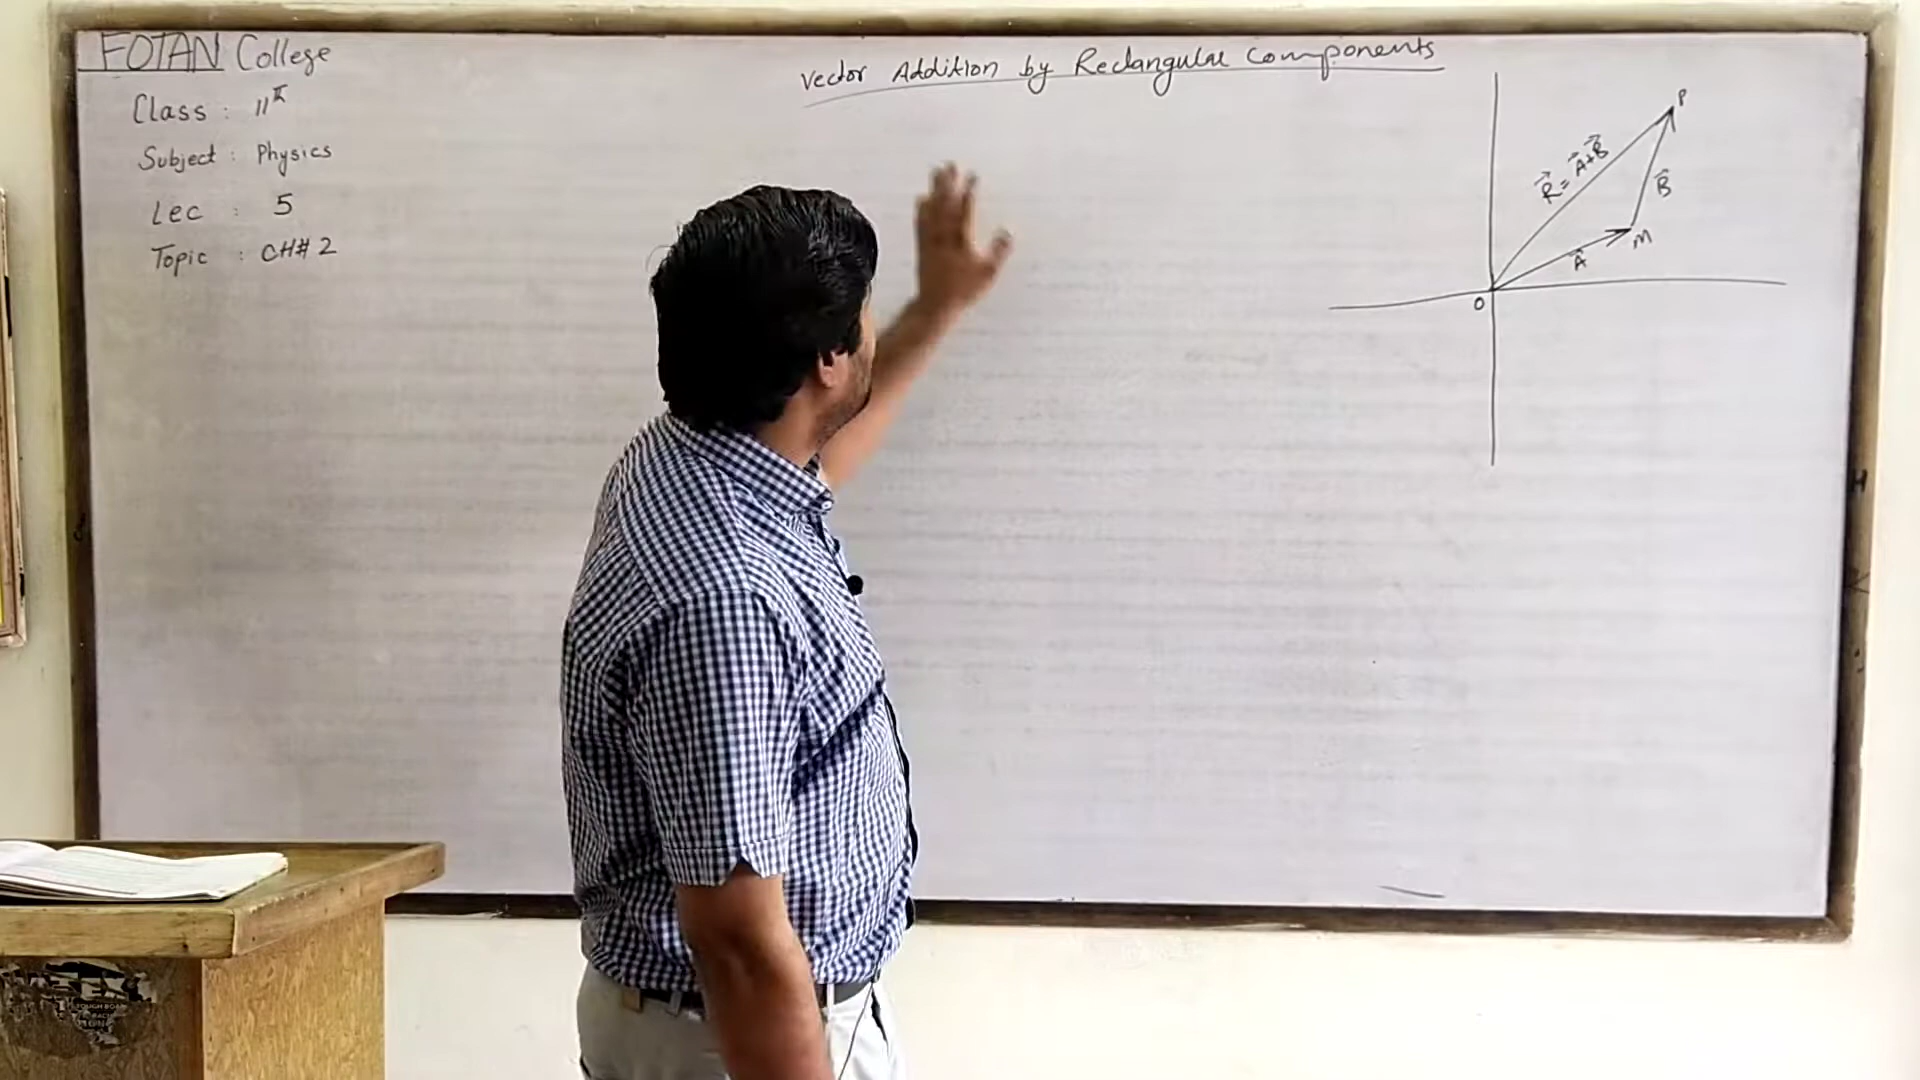 FOTAN College
Class : 11th
Subject : Physics
Lec : 5
Topic : CH# 2
Vector Addition by Rectangular Components
P
R⃗ = A⃗+B⃗
B⃗
M
A⃗
O